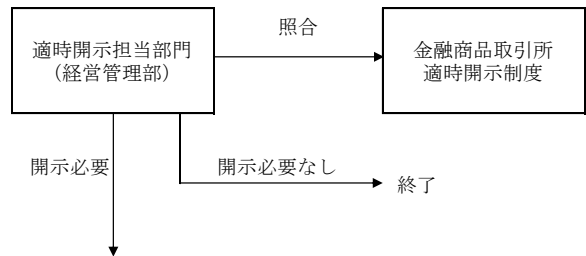 適時開示担当部門
（経営管理部）
照合
金融商品取引所
適時開示制度
開示必要
開示必要なし
終了